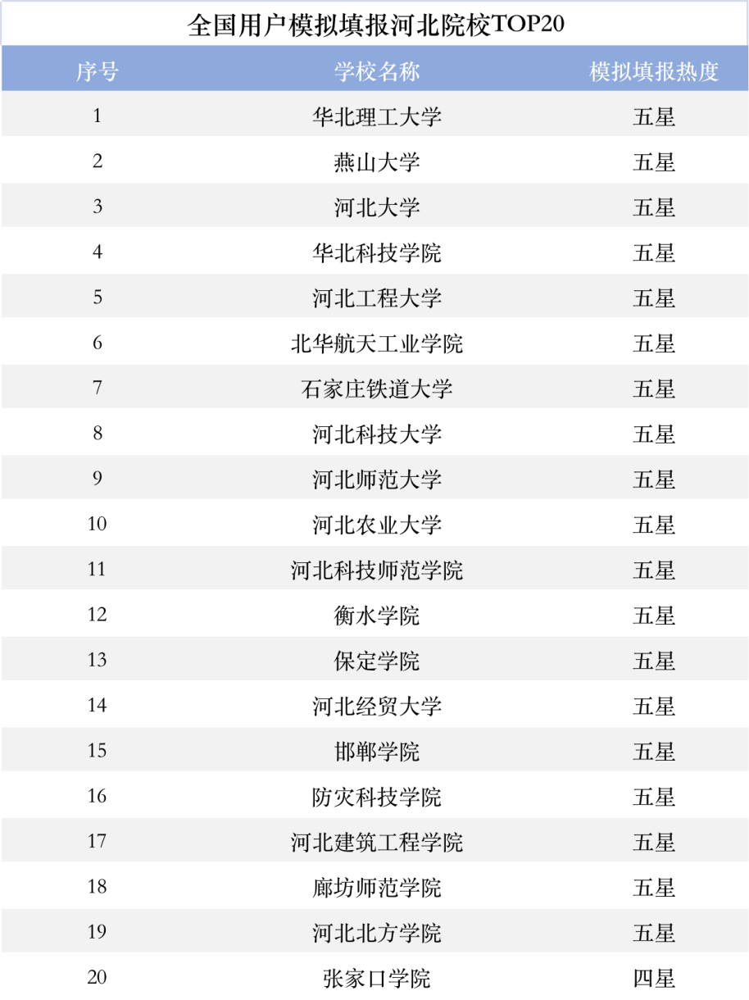 全国用户模拟填报河北院校TOP20
序号 学校名称 模拟填报热度
1 华北理工大学 五星
2 燕山大学 五星
3 河北大学 五星
4 华北科技学院 五星
5 河北工程大学 五星
6 北华航天工业学院 五星
7 石家庄铁道大学 五星
8 河北科技大学 五星
9 河北师范大学 五星
10 河北农业大学 五星
11 河北科技师范学院 五星
12 衡水学院 五星
13 保定学院 五星
14 河北经贸大学 五星
15 邯郸学院 五星
16 防灾科技学院 五星
17 河北建筑工程学院 五星
18 廊坊师范学院 五星
19 河北北方学院 五星
20 张家口学院 四星